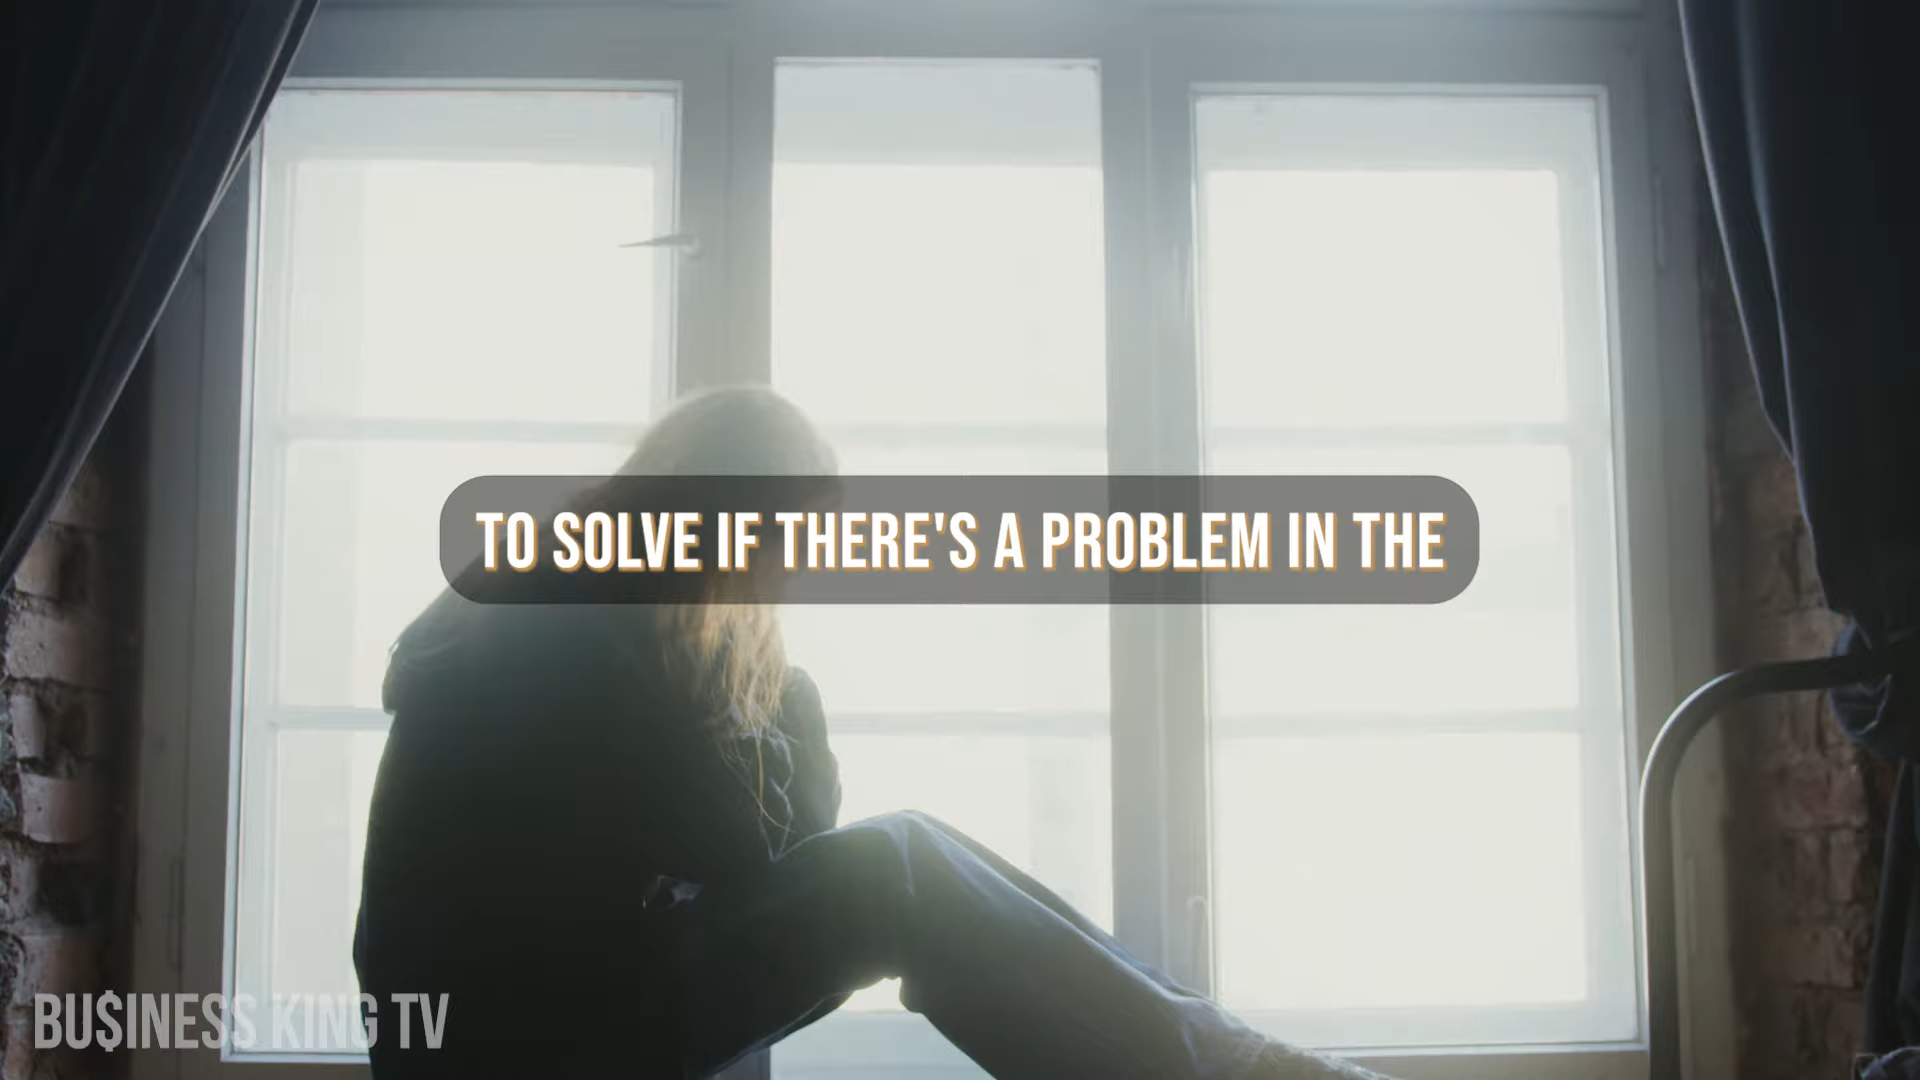 TO SOLVE IF THERE'S A PROBLEM IN THE
BU$INESS KING TV